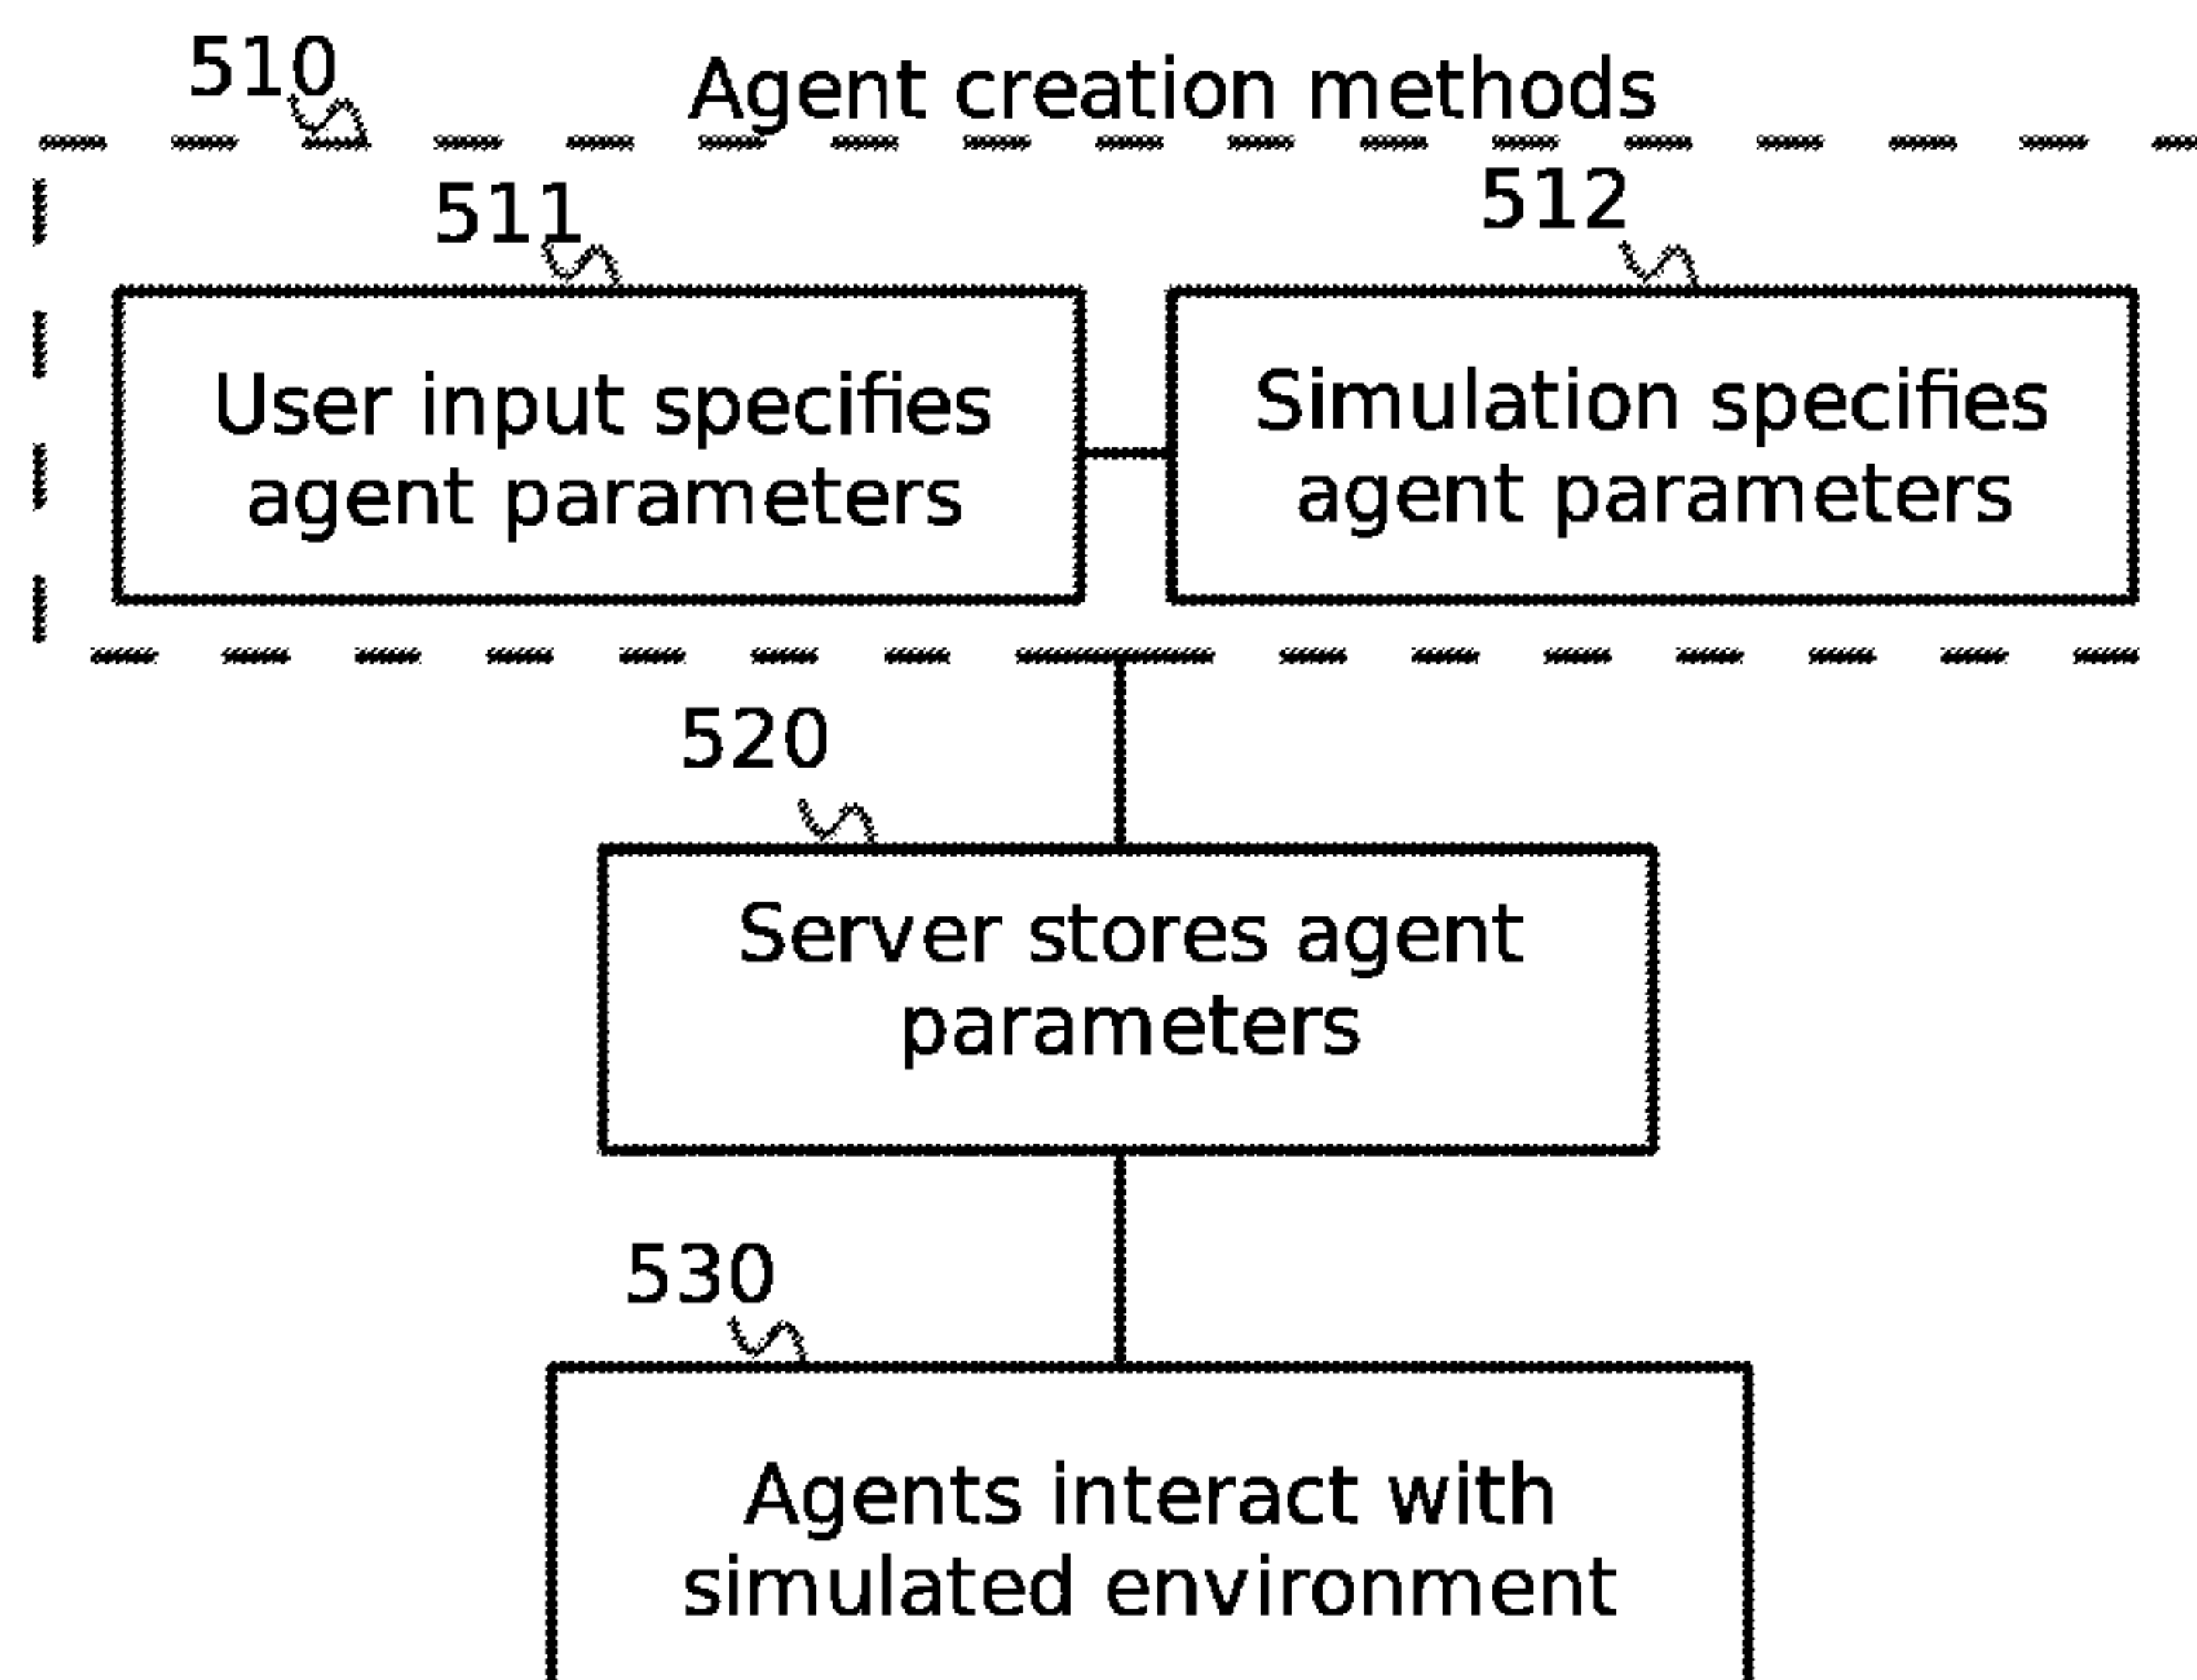 510
Agent creation methods
511
512
User input specifies
agent parameters
Simulation specifies
agent parameters
520
Server stores agent
parameters
530
Agents interact with
simulated environment